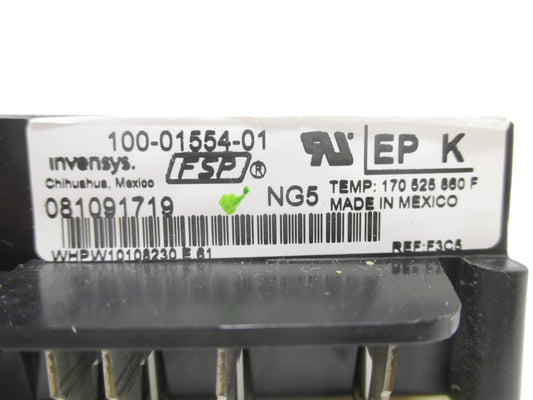 100-01554-01
invensys. FSP ® EP K
Chihuahua, Mexico
081091719 NG5 TEMP: 170 525 860 F
MADE IN MEXICO
WHPW10108230 E 61 REF:F3C5